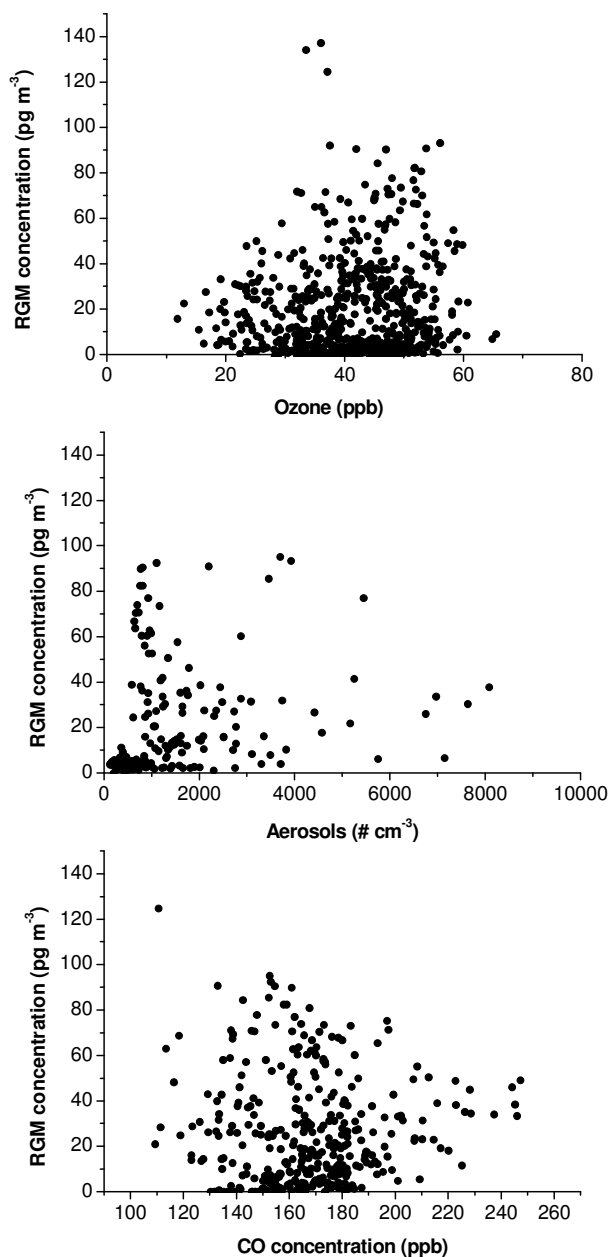 140
120
100
80
60
40
20
0
RGM concentration (pg m-3)
0 20 40 60 80
Ozone (ppb)
140
120
100
80
60
40
20
0
RGM concentration (pg m-3)
0 2000 4000 6000 8000 10000
Aerosols (# cm-3)
140
120
100
80
60
40
20
0
RGM concentration (pg m-3)
100 120 140 160 180 200 220 240 260
CO concentration (ppb)